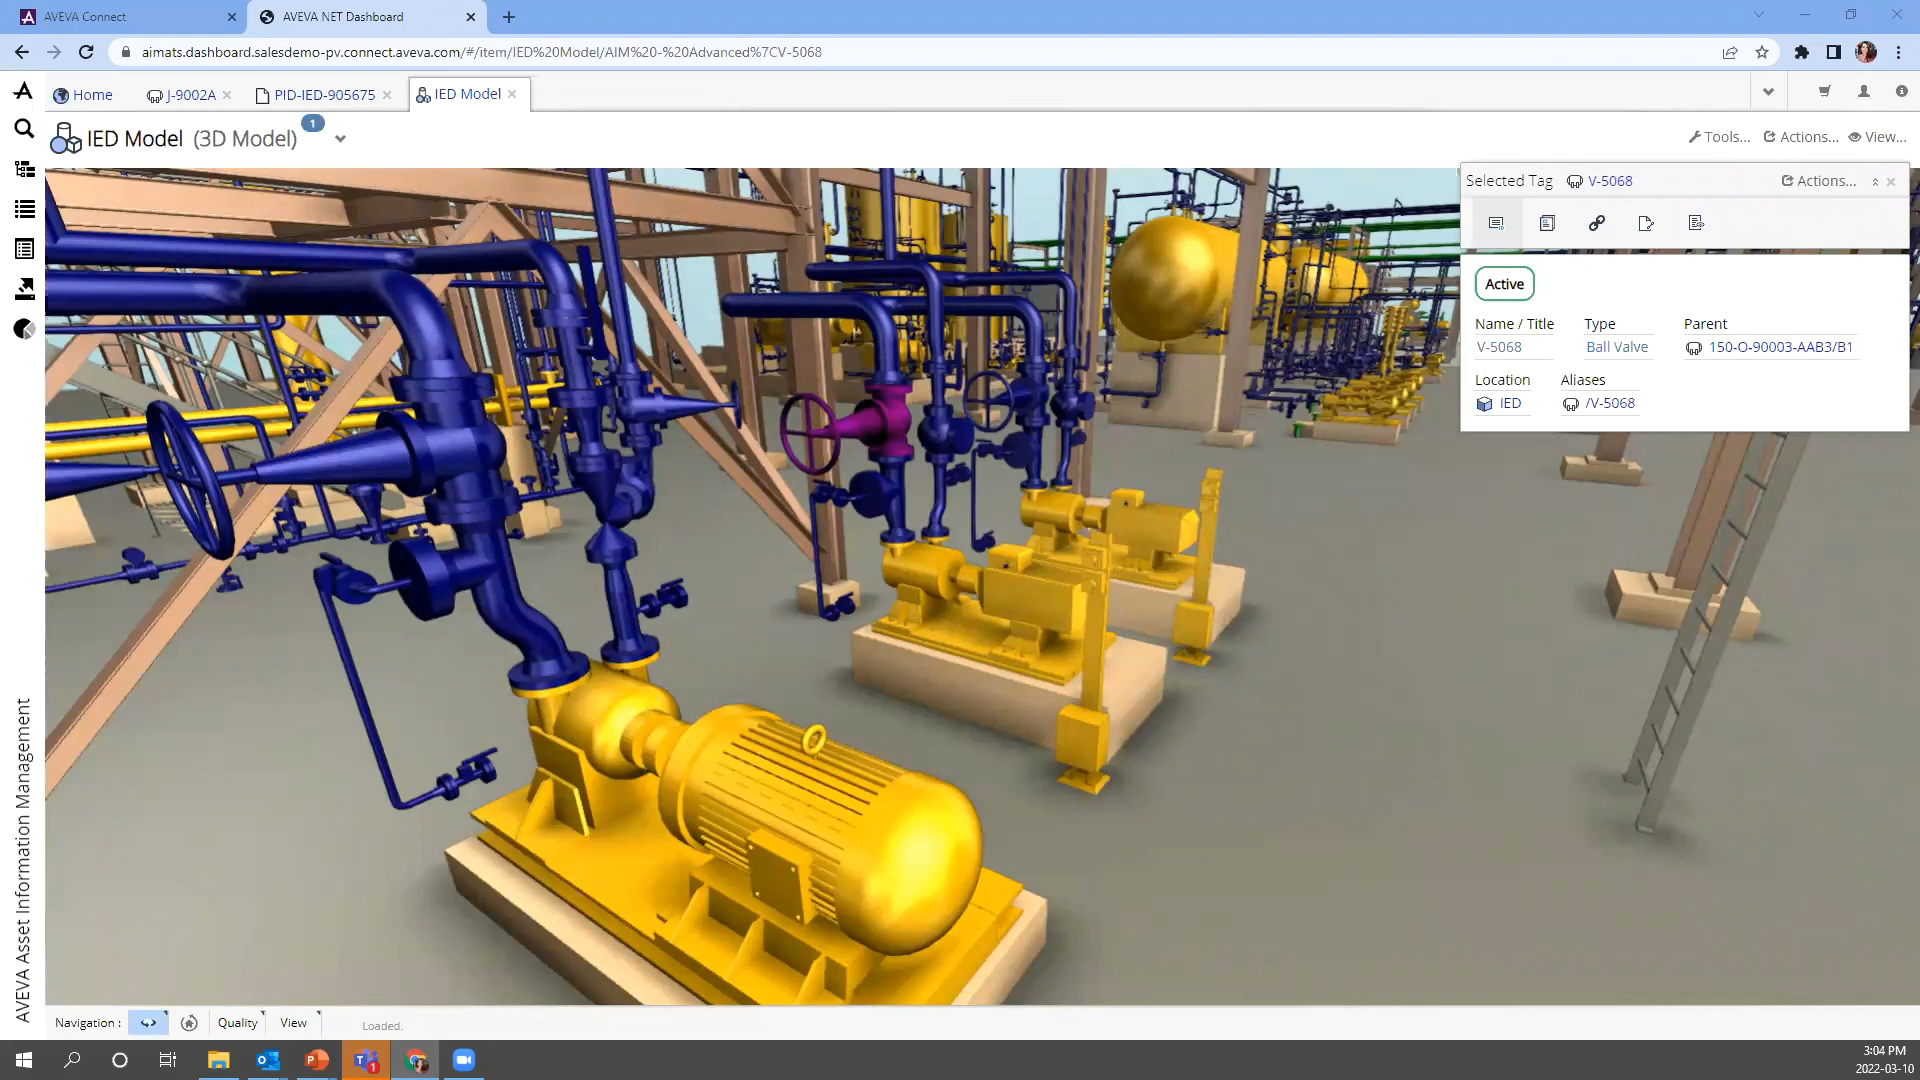 AVEVA Connect
AVEVA NET Dashboard
aimats.dashboard.salesdemo-pv.connect.aveva.com/#/item/IED%20Model/AIM%20-%20Advanced%7CV-5068
Home
J-9002A
PID-IED-905675
IED Model
IED Model (3D Model)
1
Tools...
Actions...
View...
Selected Tag V-5068
Actions...
Active
Name / Title
Type
Parent
V-5068
Ball Valve
150-O-90003-AAB3/B1
Location
Aliases
IED
/V-5068
AVEVA Asset Information Management
Navigation :
Quality
View
Loaded.
1
3:04 PM
2022-03-10